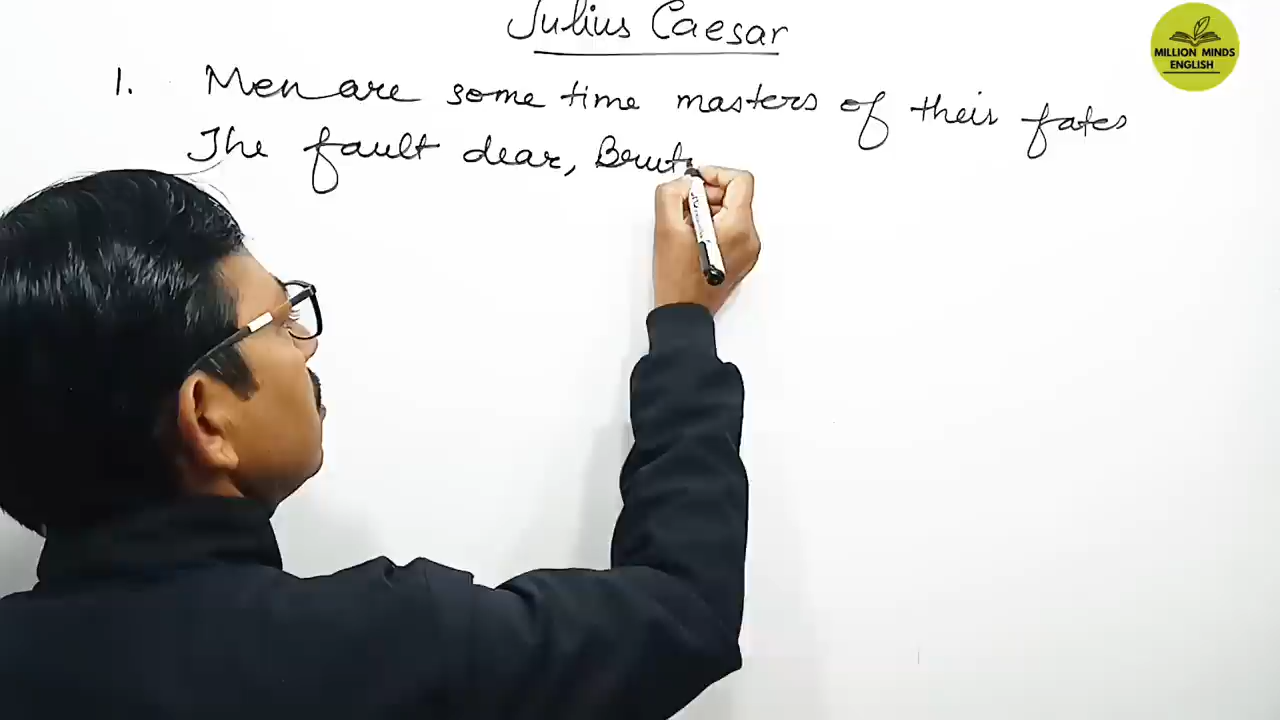 Julius Caesar
MILLION MINDS
ENGLISH
1. Men are some time masters of their fates
The fault dear, Brut